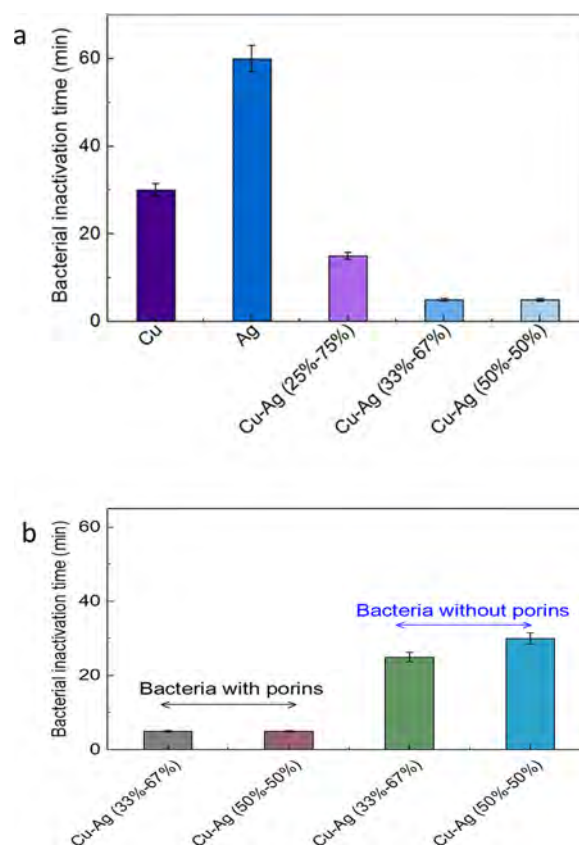 a
Bacterial inactivation time (min)
60
40
20
0
Cu
Ag
Cu-Ag (25%-75%)
Cu-Ag (33%-67%)
Cu-Ag (50%-50%)
b
Bacterial inactivation time (min)
60
40
20
0
Bacteria with porins
Bacteria without porins
Cu-Ag (33%-67%)
Cu-Ag (50%-50%)
Cu-Ag (33%-67%)
Cu-Ag (50%-50%)